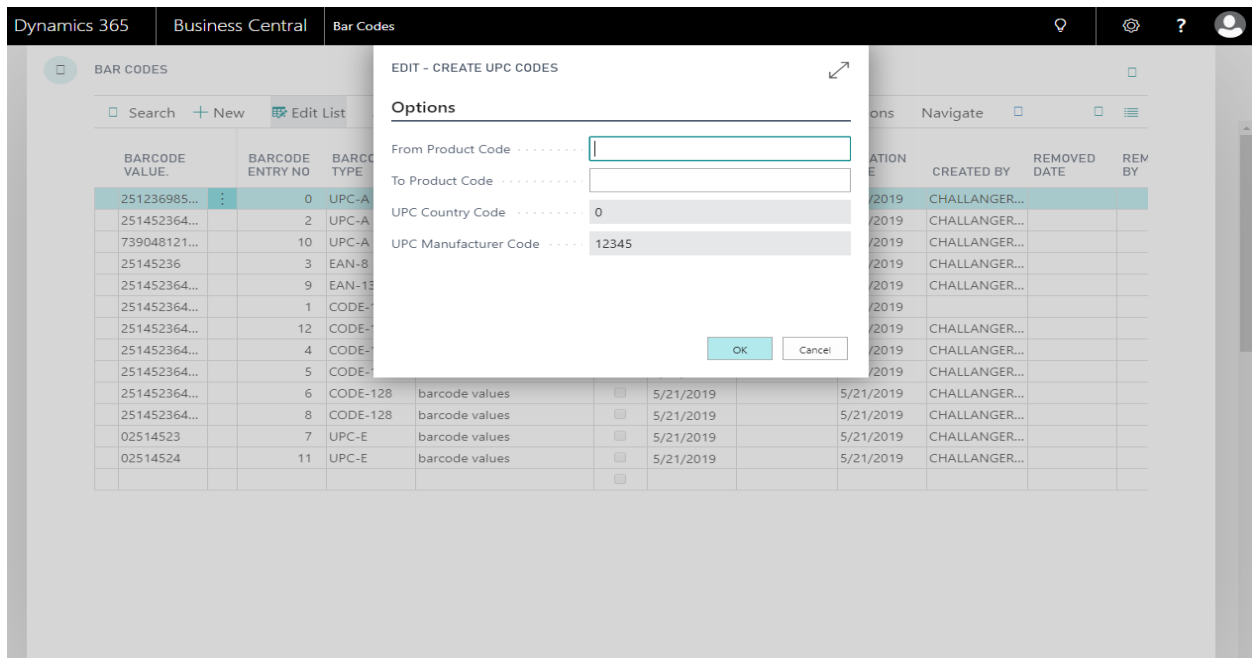 Dynamics 365 Business Central Bar Codes ?
BAR CODES
EDIT - CREATE UPC CODES
Search + New Edit List Navigate
Options
From Product Code
To Product Code
UPC Country Code 0
UPC Manufacturer Code 12345
OK Cancel
BARCODE VALUE. BARCODE ENTRY NO TYPE CREATED BY REMOVED DATE BY
251236985... 0 UPC-A /2019 CHALLANGER...
251452364... 2 UPC-A /2019 CHALLANGER...
739048121... 10 UPC-A /2019 CHALLANGER...
25145236 3 EAN-8 /2019 CHALLANGER...
251452364... 9 EAN-13 /2019 CHALLANGER...
251452364... 1 CODE- /2019
251452364... 12 CODE- /2019 CHALLANGER...
251452364... 4 CODE- /2019 CHALLANGER...
251452364... 5 CODE- /2019 CHALLANGER...
251452364... 6 CODE-128 barcode values 5/21/2019 5/21/2019 CHALLANGER...
251452364... 8 CODE-128 barcode values 5/21/2019 5/21/2019 CHALLANGER...
02514523 7 UPC-E barcode values 5/21/2019 5/21/2019 CHALLANGER...
02514524 11 UPC-E barcode values 5/21/2019 5/21/2019 CHALLANGER...